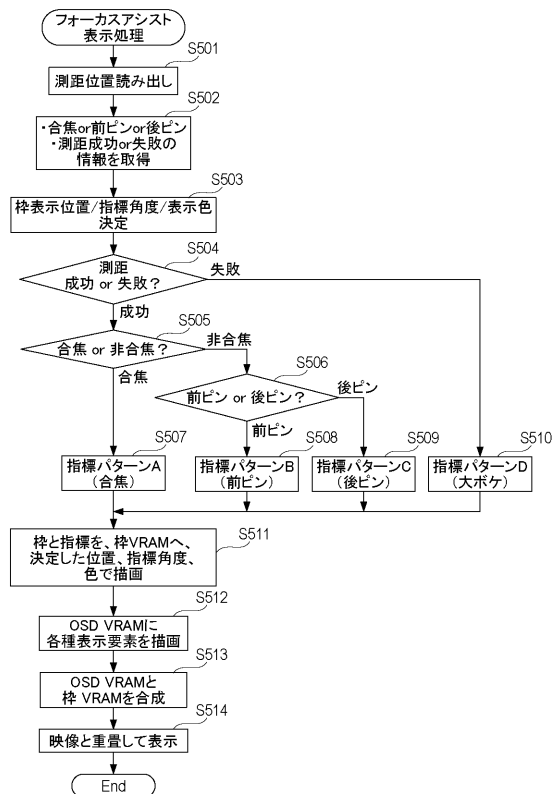 フォーカスアシスト
表示処理
S501
測距位置読み出し
S502
・合焦or前ピンor後ピン
・測距成功or失敗の
情報を取得
S503
枠表示位置/指標角度/表示色
決定
S504
測距
成功 or 失敗?
失敗
成功
S505
合焦 or 非合焦?
非合焦
合焦
S506
前ピン or 後ピン?
後ピン
前ピン
S507
指標パターンA
(合焦)
S508
指標パターンB
(前ピン)
S509
指標パターンC
(後ピン)
S510
指標パターンD
(大ボケ)
S511
枠と指標を、枠VRAMへ、
決定した位置、指標角度、
色で描画
S512
OSD VRAMに
各種表示要素を描画
S513
OSD VRAMと
枠 VRAMを合成
S514
映像と重畳して表示
End